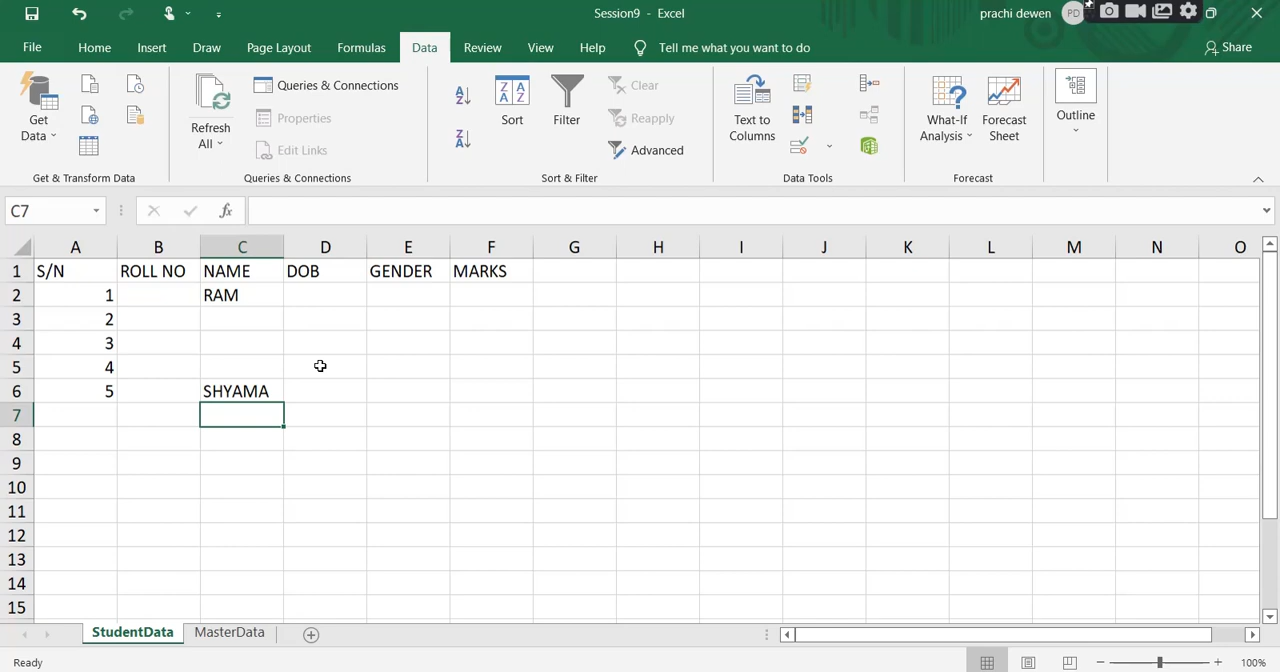 Session9 - Excel
prachi dewen
PD
File
Home
Insert
Draw
Page Layout
Formulas
Data
Review
View
Help
Tell me what you want to do
Share
Get
Data
Get & Transform Data
Refresh
All
Queries & Connections
Properties
Edit Links
Queries & Connections
A
Z
Z
A
Z A
A Z
Sort
Filter
Clear
Reapply
Advanced
Sort & Filter
Text to
Columns
Data Tools
What-If
Analysis
Forecast
Sheet
Forecast
Outline
C7
fx
A B C D E F G H I J K L M N O
1 S/N ROLL NO NAME DOB GENDER MARKS
2 1 RAM
3 2
4 3
5 4
6 5 SHYAMA
7
8
9
10
11
12
13
14
15
StudentData
MasterData
Ready
100%